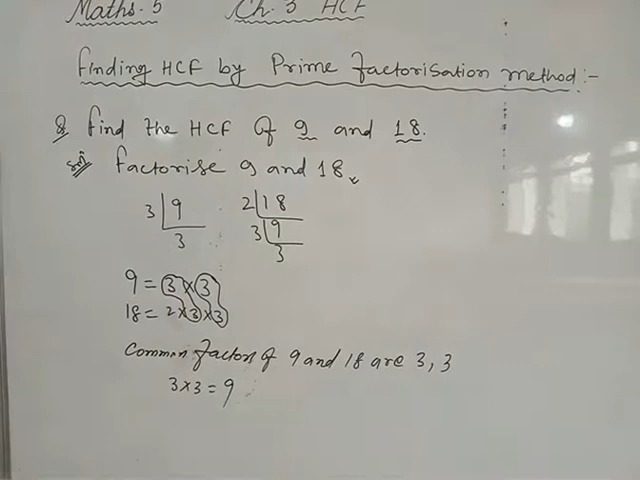 Maths. 5 Ch. 3 HCF
Finding HCF by Prime Factorisation method:-
Q Find the HCF of 9 and 18.
Sol Factorise 9 and 18
3 9 2 18
3 3 9
3
9 = 3 × 3
18 = 2 × 3 × 3
Common Factors of 9 and 18 are 3, 3
3 × 3 = 9